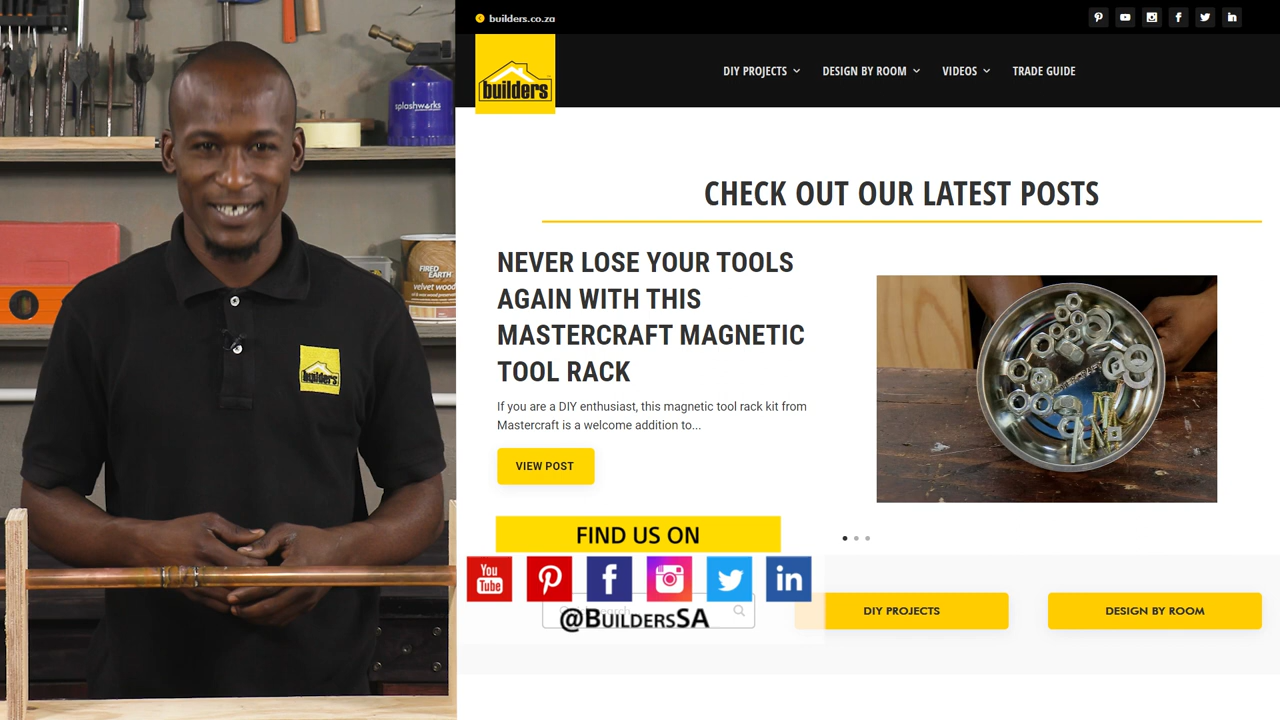 splashworks
FIRED
EARTH
velvet wood
builders
builders.co.za
builders
DIY PROJECTS
DESIGN BY ROOM
VIDEOS
TRADE GUIDE
CHECK OUT OUR LATEST POSTS
NEVER LOSE YOUR TOOLS
AGAIN WITH THIS
MASTERCRAFT MAGNETIC
TOOL RACK
If you are a DIY enthusiast, this magnetic tool rack kit from
Mastercraft is a welcome addition to...
VIEW POST
MASTERCRAFT
FIND US ON
You
Tube
in
Search
@BUILDERSSA
DIY PROJECTS
DESIGN BY ROOM